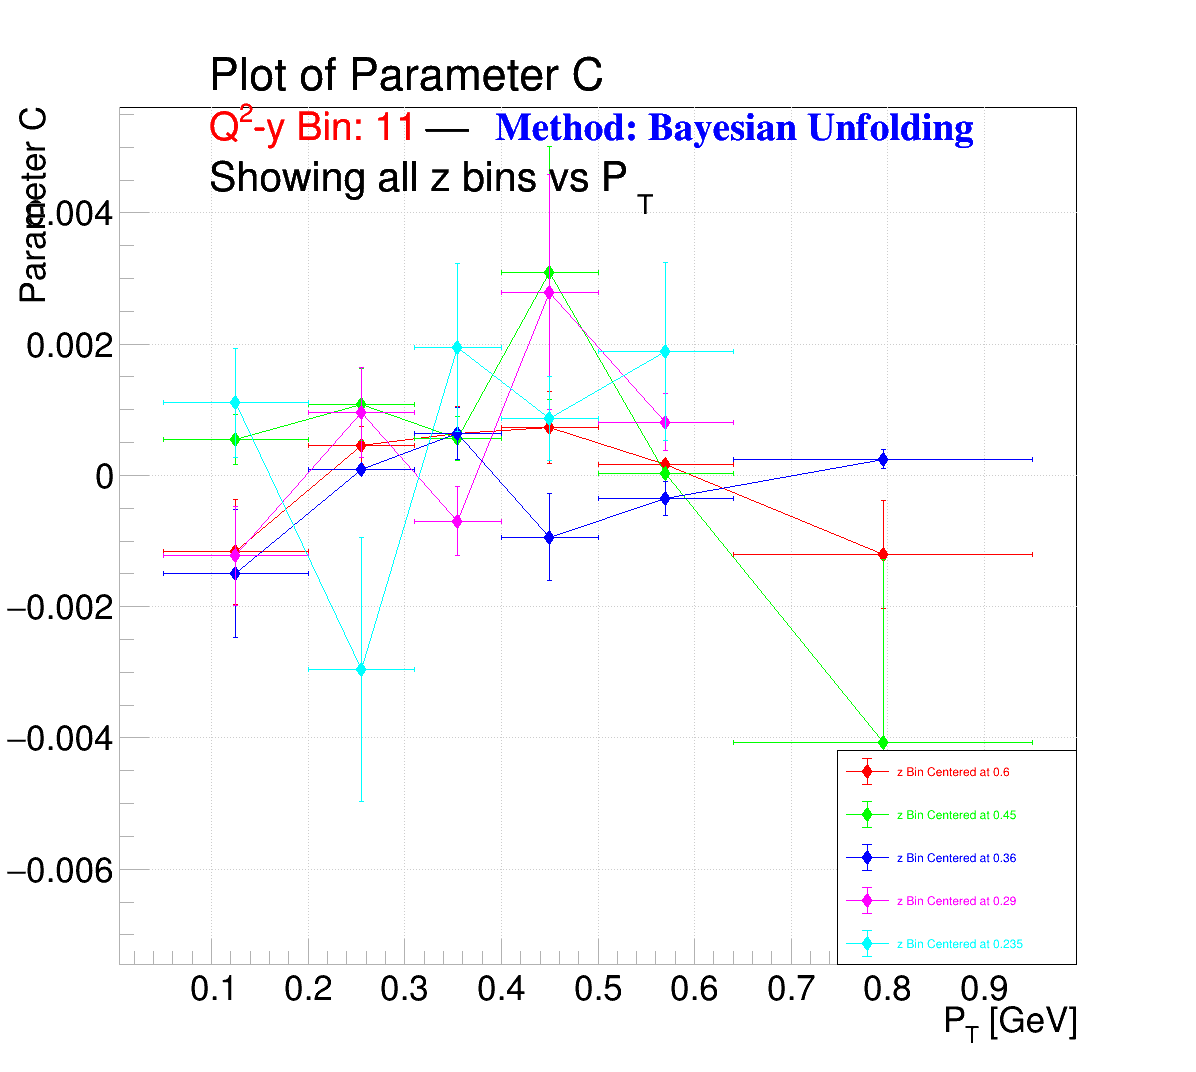 Plot of Parameter C
Q²-y Bin: 11 — Method: Bayesian Unfolding
Showing all z bins vs P_T
Parameter C
0.004
0.002
0
−0.002
−0.004
−0.006
z Bin Centered at 0.6
z Bin Centered at 0.45
z Bin Centered at 0.36
z Bin Centered at 0.29
z Bin Centered at 0.235
0.1 0.2 0.3 0.4 0.5 0.6 0.7 0.8 0.9
P_T [GeV]